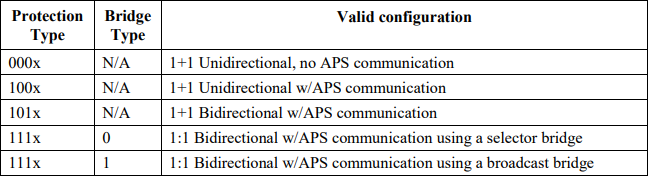 Protection Type Bridge Type Valid configuration
000x N/A 1+1 Unidirectional, no APS communication
100x N/A 1+1 Unidirectional w/APS communication
101x N/A 1+1 Bidirectional w/APS communication
111x 0 1:1 Bidirectional w/APS communication using a selector bridge
111x 1 1:1 Bidirectional w/APS communication using a broadcast bridge